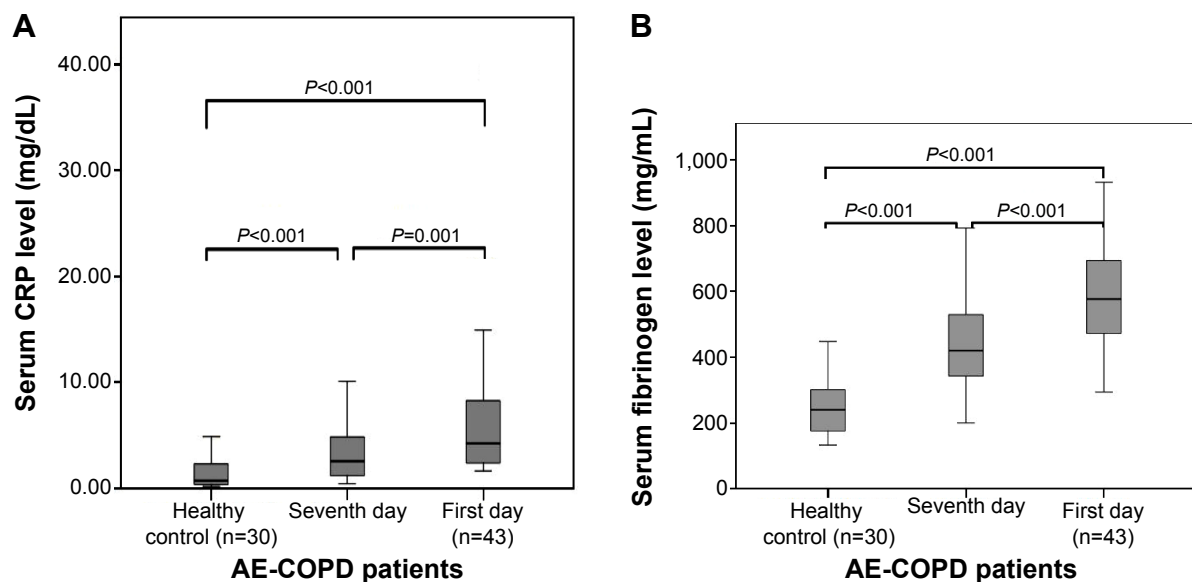 A
Serum CRP level (mg/dL)
40.00
30.00
20.00
10.00
0.00
P<0.001
P<0.001
P=0.001
Healthy
control (n=30)
Seventh day
First day
(n=43)
AE-COPD patients
B
Serum fibrinogen level (mg/mL)
1,000
800
600
400
200
0
P<0.001
P<0.001
P<0.001
Healthy
control (n=30)
Seventh day
First day
(n=43)
AE-COPD patients